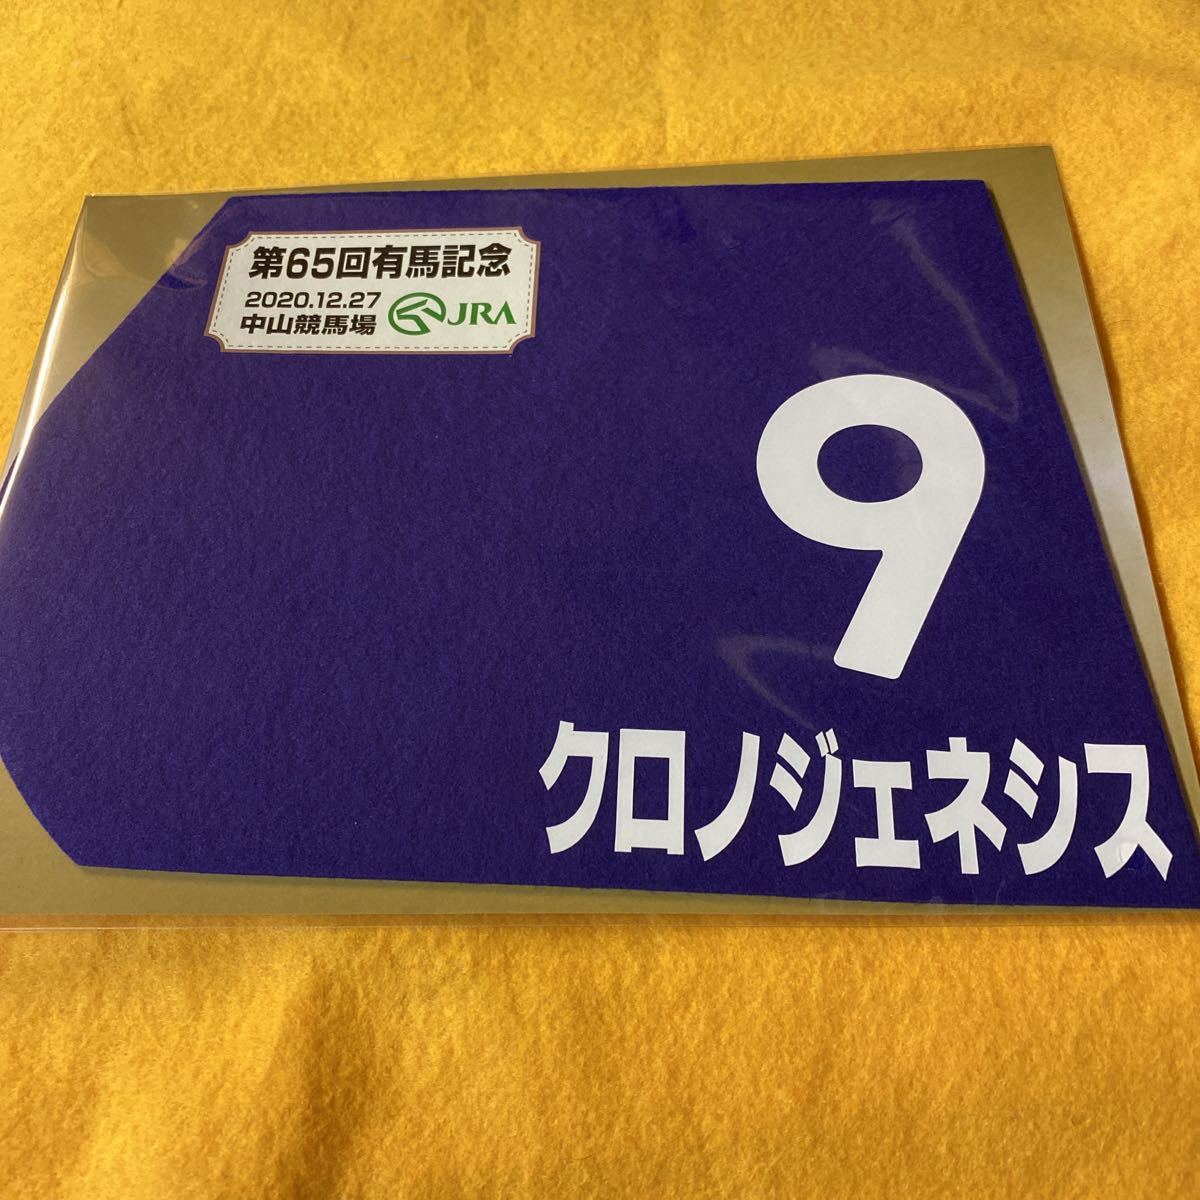 第65回有馬記念
2020.12.27
中山競馬場
JRA
9
クロノジェネシス